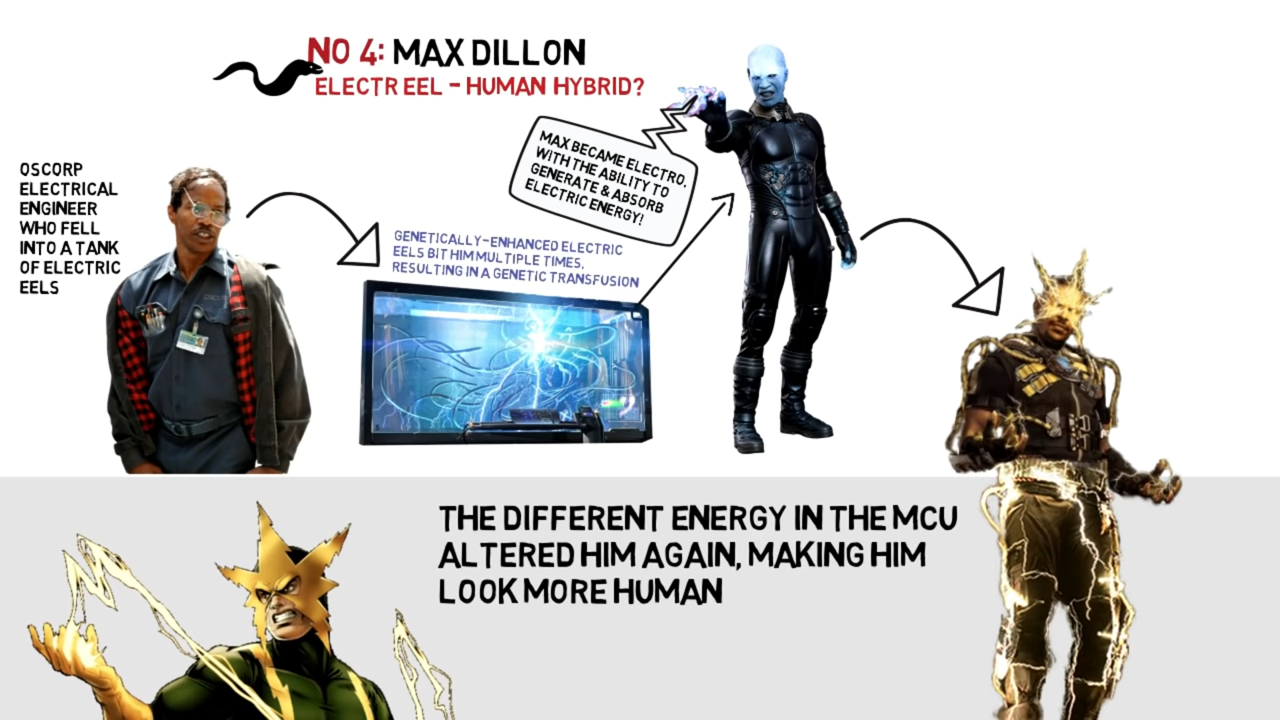 NO 4: MAX DILLON
ELECTR EEL - HUMAN HYBRID?
OSCORP
ELECTRICAL
ENGINEER
WHO FELL
INTO A TANK
OF ELECTRIC
EELS
GENETICALLY-ENHANCED ELECTRIC
EELS BIT HIM MULTIPLE TIMES,
RESULTING IN A GENETIC TRANSFUSION
MAX BECAME ELECTRO,
WITH THE ABILITY TO
GENERATE & ABSORB
ELECTRIC ENERGY!
THE DIFFERENT ENERGY IN THE MCU
ALTERED HIM AGAIN, MAKING HIM
LOOK MORE HUMAN